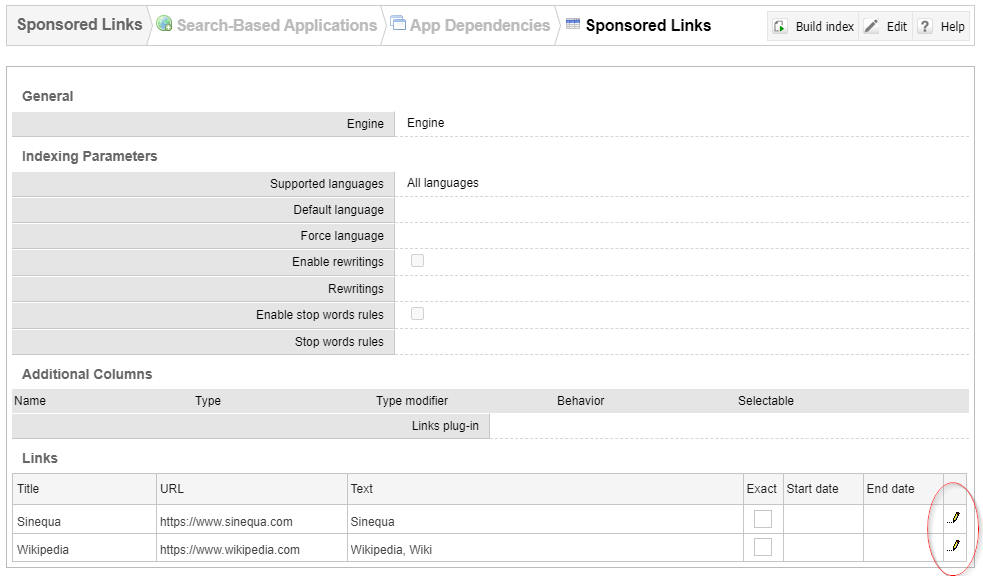 Sponsored Links Search-Based Applications App Dependencies Sponsored Links Build index Edit ? Help
General
Engine Engine
Indexing Parameters
Supported languages All languages
Default language
Force language
Enable rewritings
Rewritings
Enable stop words rules
Stop words rules
Additional Columns
Name Type Type modifier Behavior Selectable
Links plug-in
Links
Title URL Text Exact Start date End date
Sinequa https://www.sinequa.com Sinequa
Wikipedia https://www.wikipedia.com Wikipedia, Wiki